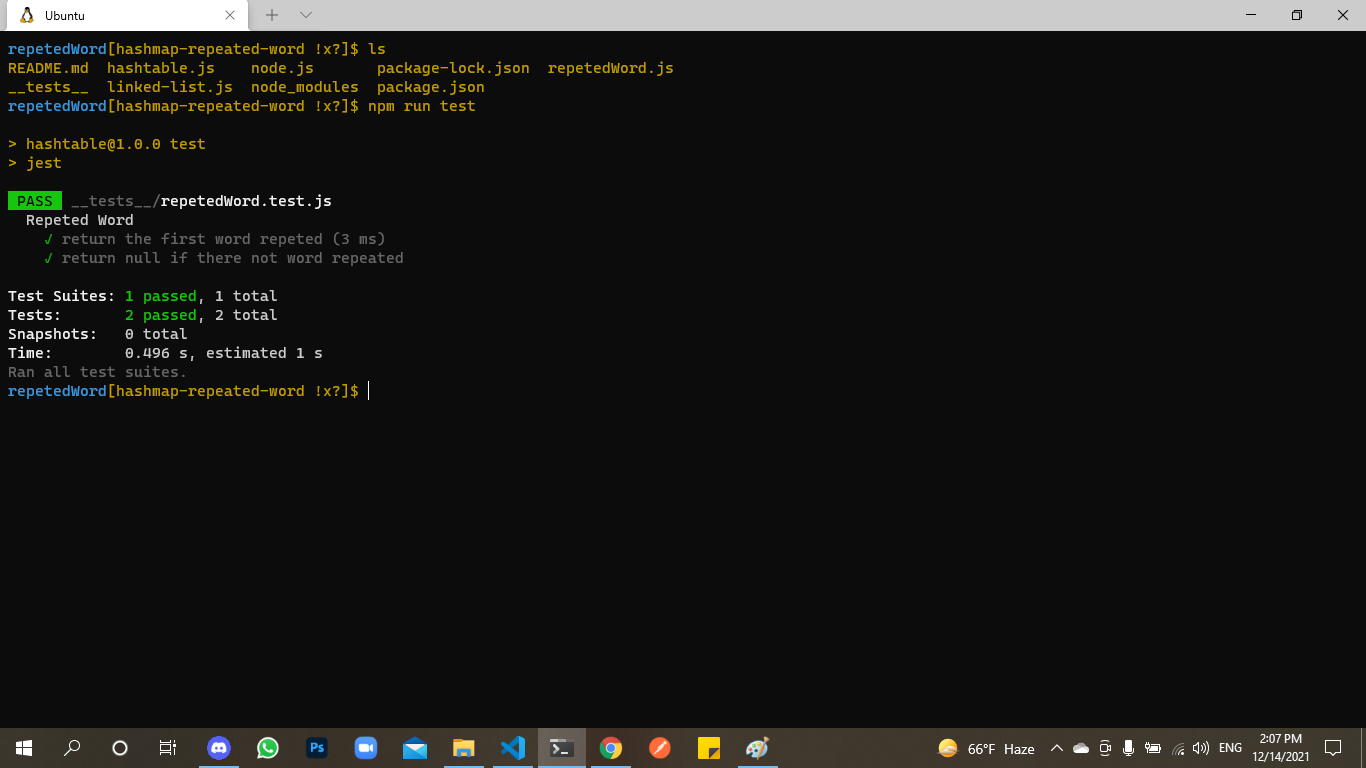 Ubuntu
repetedWord[hashmap-repeated-word !x?]$ ls
README.md  hashtable.js    node.js       package-lock.json  repetedWord.js
__tests__  linked-list.js  node_modules  package.json
repetedWord[hashmap-repeated-word !x?]$ npm run test
> hashtable@1.0.0 test
> jest
PASS __tests__/repetedWord.test.js
Repeted Word
✓ return the first word repeted (3 ms)
✓ return null if there not word repeated
Test Suites: 1 passed, 1 total
Tests:       2 passed, 2 total
Snapshots:   0 total
Time:        0.496 s, estimated 1 s
Ran all test suites.
repetedWord[hashmap-repeated-word !x?]$
Ps
66°F Haze
ENG
2:07 PM
12/14/2021